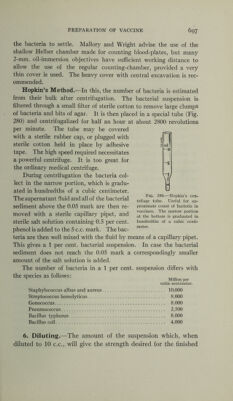 PREPARATION OF VACCINE 697
the bacteria to settle. Mallory and Wright advise the use of the
shallow Helber chamber made for counting blood-plates, but many
2-mm. oil-immersion objectives have sufficient working distance to
allow the use of the regular counting-chamber, provided a very
thin cover is used. The heavy cover with central excavation is rec-
ommended.
Hopkin's Method.—In this, the number of bacteria is estimated
from their bulk after centrifugation. The bacterial suspension is
filtered through a small filter of sterile cotton to remove large clumps
of bacteria and bits of agar. It is then placed in a special tube (Fig.
280) and centrifugalized for half an hour at about 2800 revolutions
per minute. The tube may be covered
with a sterile rubber cap, or plugged with
sterile cotton held in place by adhesive
tape. The high speed required necessitates
a powerful centrifuge. It is too great for
the ordinary medical centrifuge.
During centrifugation the bacteria col-
lect in the narrow portion, which is gradu-
ated in hundredths of a cubic centimeter.
The supernatant fluid and all of the bacterial
sediment above the 0.05 mark are then re-
moved with a sterile capillary pipet, and
sterile salt solution containing 0.5 per cent.
phenol is added to the 5 c.c. mark. The bac-
teria are then well mixed with the fluid by means of a capillary pipet.
This gives a 1 per cent. bacterial suspension. In case the bacterial
sediment does not reach the 0.05 mark a correspondingly smaller
amount of the salt solution is added.
Fig. 280.—Hopkin's cen-
trifuge tube. Useful for ap-
proximate count of bacteria in
vaccines. The narrow portion
at the bottom is graduated in
hundredths of a cubic centi-
meter.
The number of bacteria in a 1 per cent. suspension differs with
the species as follows:
Million per
cubic centimeter.
Staphylococcus albus and aureus 10,000
Streptococcus hemolyticus 8,000
Gonococcus 8,000
Pneumococcus 2,500
Bacillus typhosus 8,000
Bacillus coli 4,000
6. Diluting.—The amount of the suspension which, when
diluted to 10 c.c., will give the strength desired for the finished